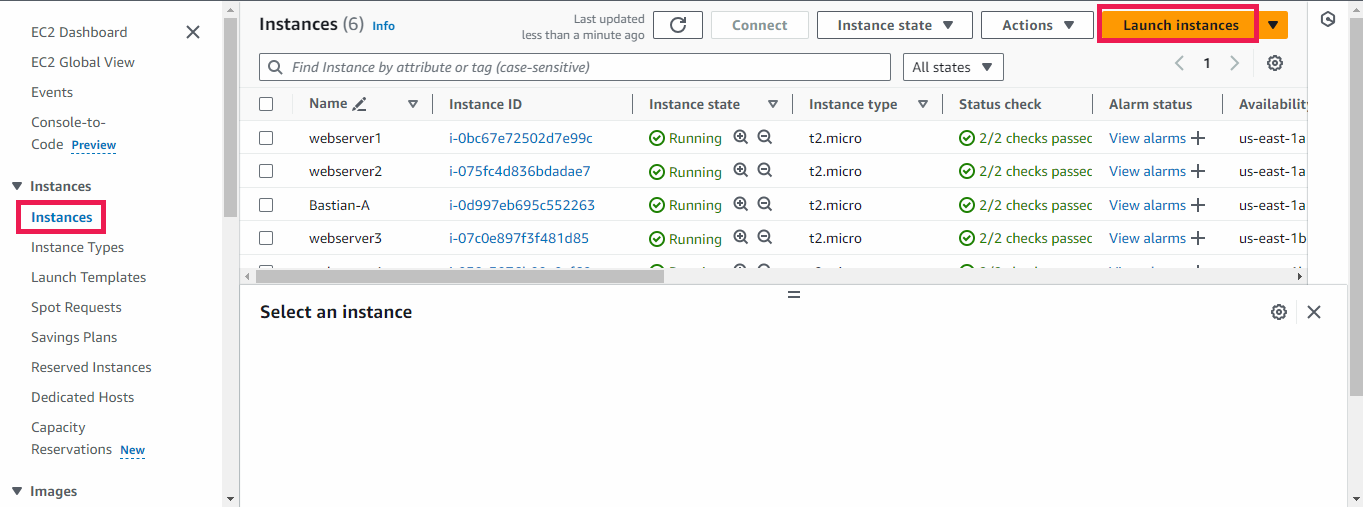 EC2 Dashboard
EC2 Global View
Events
Console-to-
Code Preview
Instances
Instances
Instance Types
Launch Templates
Spot Requests
Savings Plans
Reserved Instances
Dedicated Hosts
Capacity
Reservations New
Images
Instances (6) Info
Last updated
less than a minute ago
Connect
Instance state
Actions
Launch instances
Find Instance by attribute or tag (case-sensitive)
All states
1
Name Instance ID Instance state Instance type Status check Alarm status Availability
webserver1 i-0bc67e72502d7e99c Running t2.micro 2/2 checks passed View alarms us-east-1a
webserver2 i-075fc4d836bdadae7 Running t2.micro 2/2 checks passed View alarms us-east-1a
Bastian-A i-0d997eb695c552263 Running t2.micro 2/2 checks passed View alarms us-east-1a
webserver3 i-07c0e897f3f481d85 Running t2.micro 2/2 checks passed View alarms us-east-1b
Select an instance